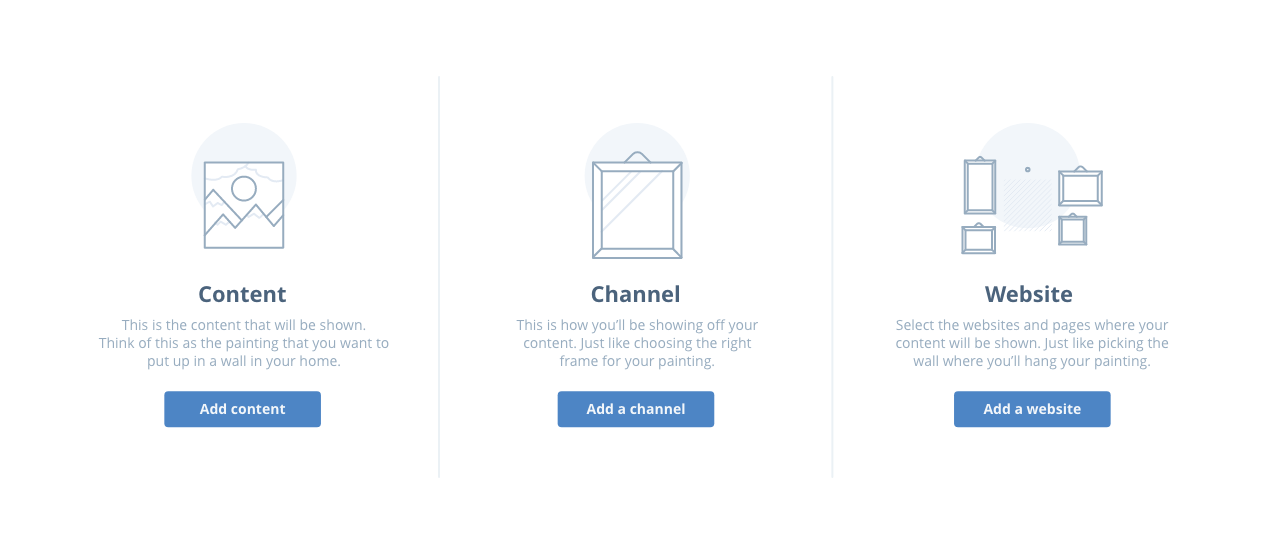 Content
This is the content that will be shown.
Think of this as the painting that you want to
put up in a wall in your home.
Add content
Channel
This is how you’ll be showing off your
content. Just like choosing the right
frame for your painting.
Add a channel
Website
Select the websites and pages where your
content will be shown. Just like picking the
wall where you’ll hang your painting.
Add a website